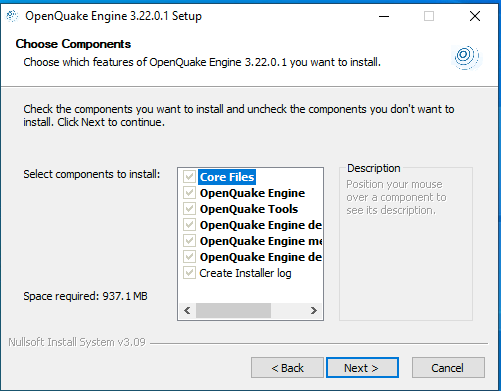 OpenQuake Engine 3.22.0.1 Setup
Choose Components
Choose which features of OpenQuake Engine 3.22.0.1 you want to install.
Check the components you want to install and uncheck the components you don't want to
install. Click Next to continue.
Select components to install:
Core Files
OpenQuake Engine
OpenQuake Tools
OpenQuake Engine de
OpenQuake Engine me
OpenQuake Engine de
Create Installer log
Description
Position your mouse
over a component to
see its description.
Space required: 937.1 MB
Nullsoft Install System v3.09
< Back
Next >
Cancel